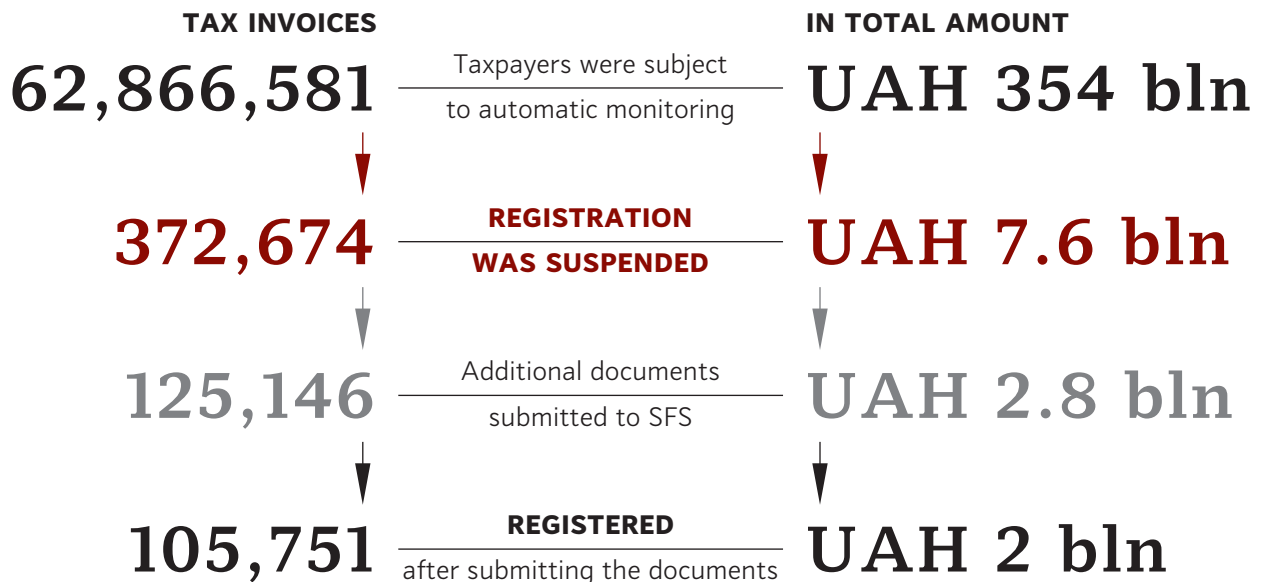 TAX INVOICES
IN TOTAL AMOUNT
62,866,581
Taxpayers were subject
to automatic monitoring
UAH 354 bln
372,674
REGISTRATION
WAS SUSPENDED
UAH 7.6 bln
125,146
Additional documents
submitted to SFS
UAH 2.8 bln
105,751
REGISTERED
after submitting the documents
UAH 2 bln